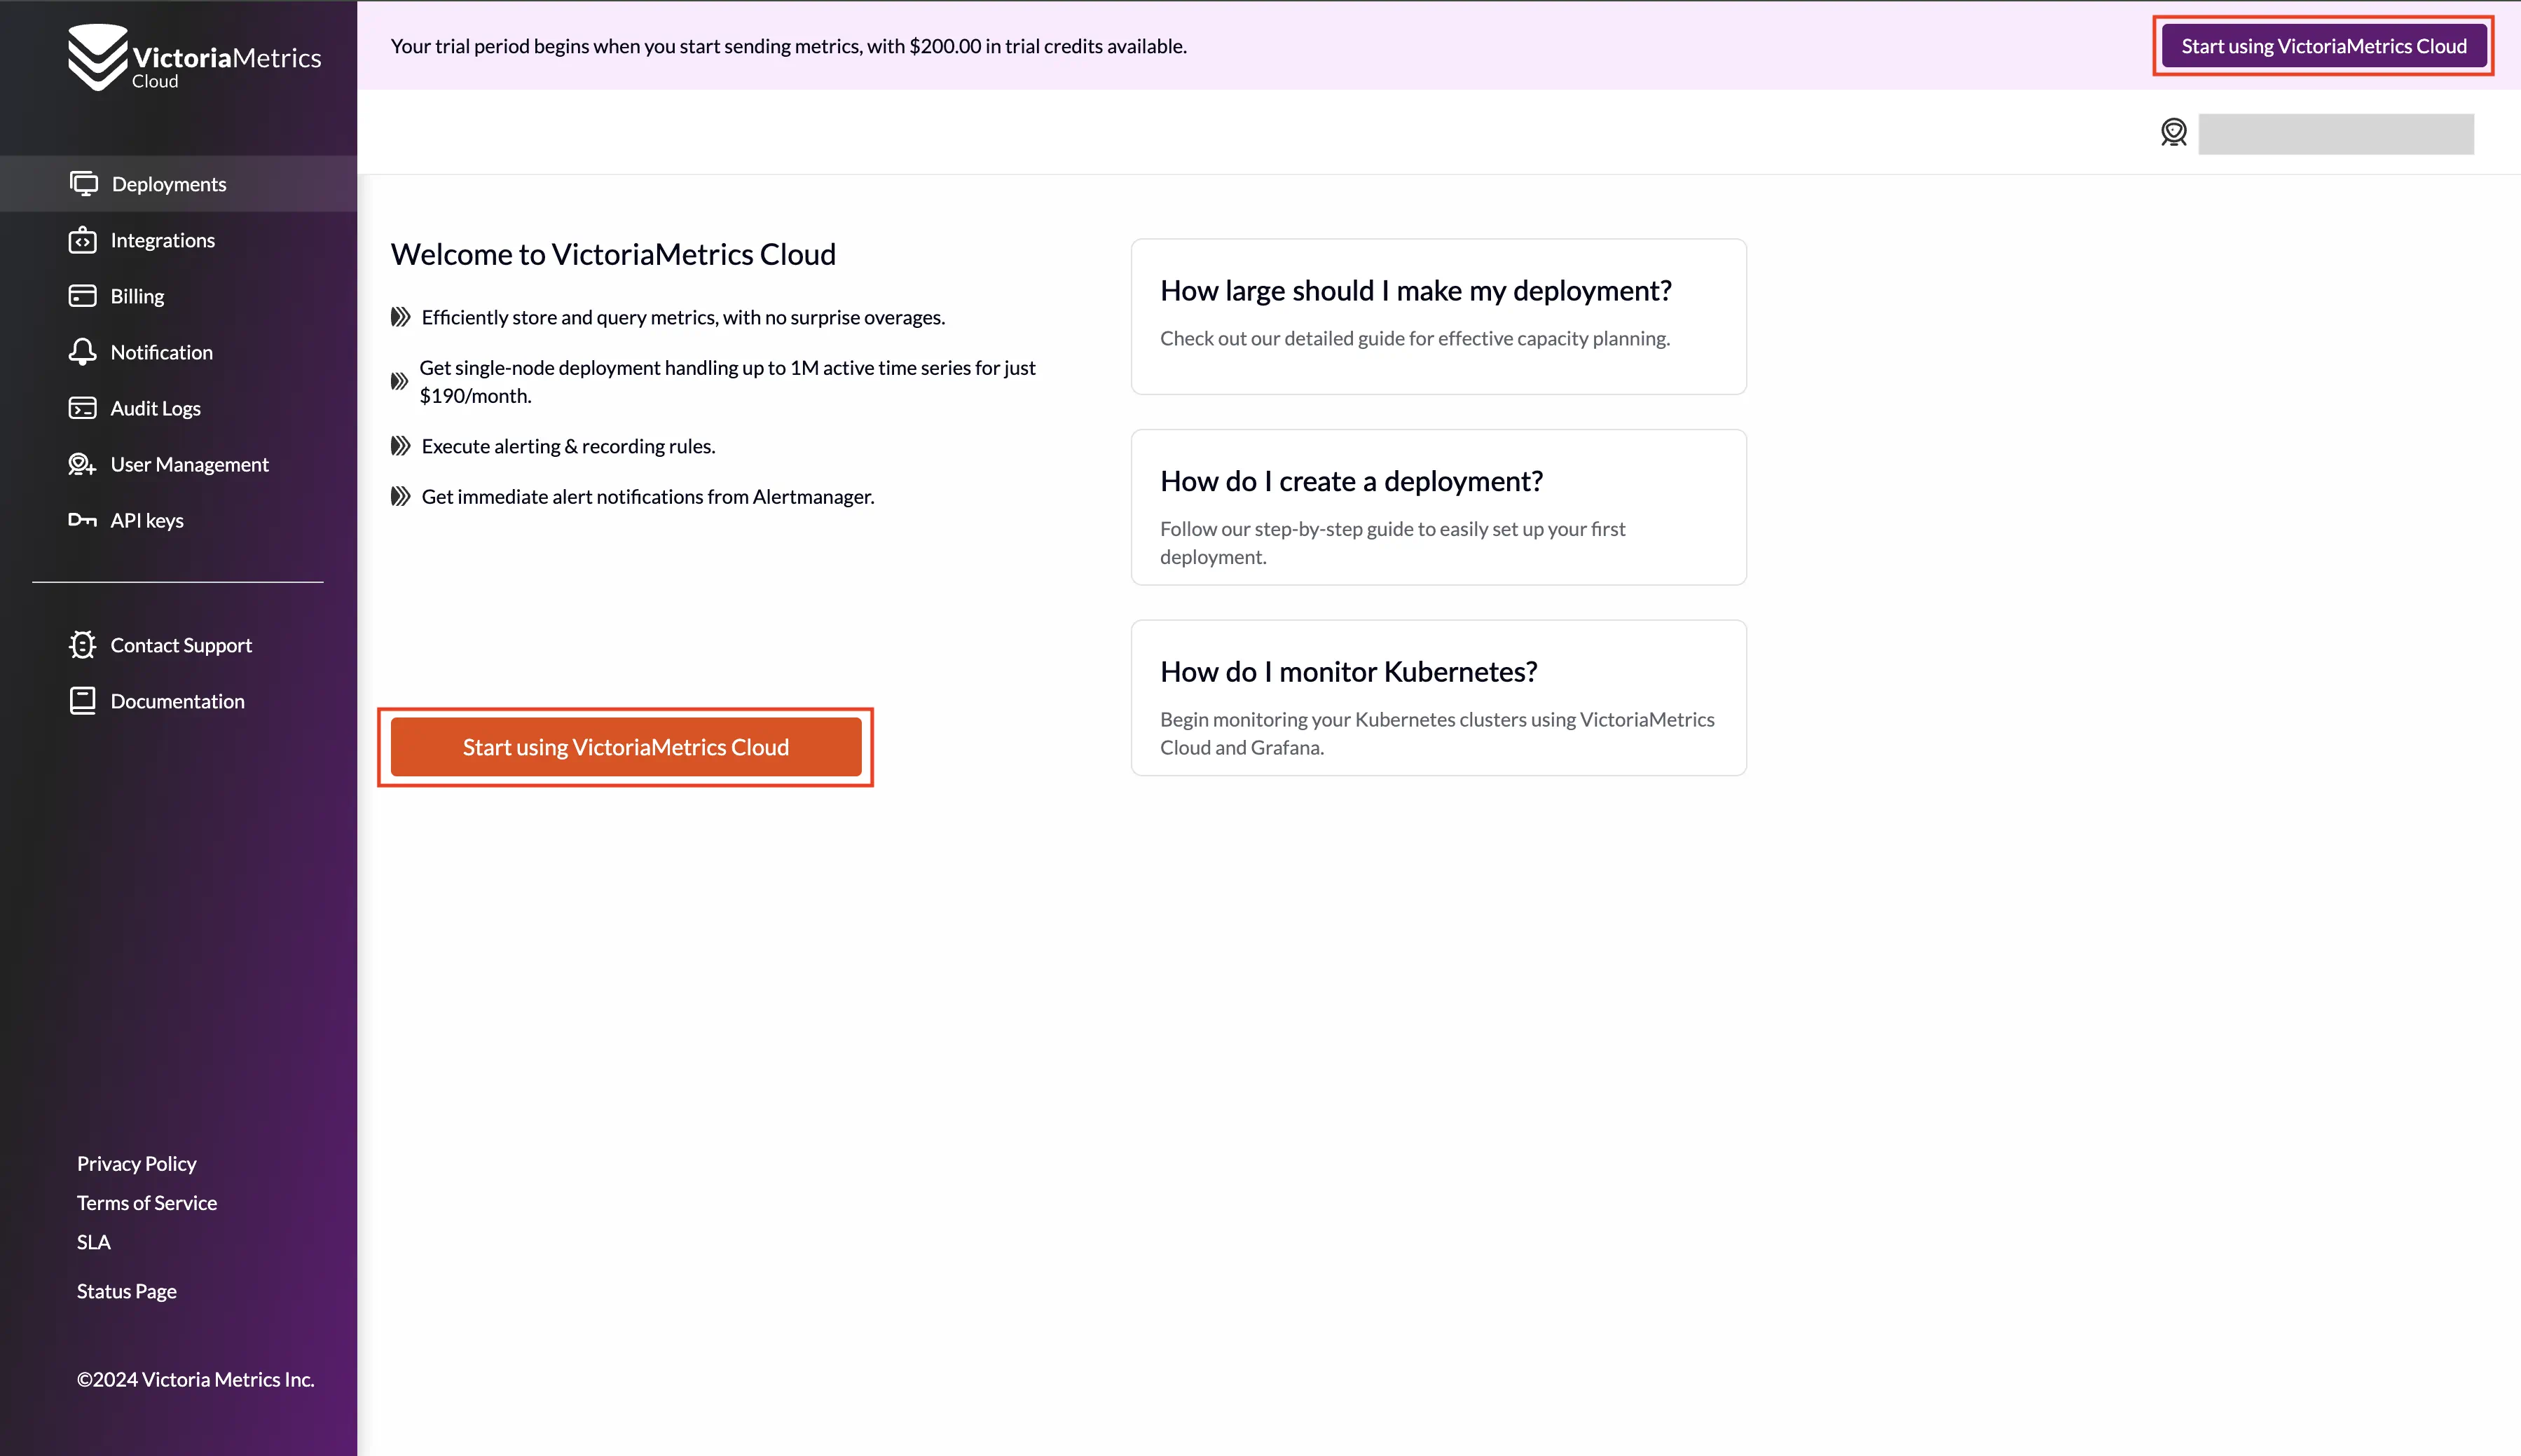 VictoriaMetrics
Cloud
Deployments
Integrations
Billing
Notification
Audit Logs
User Management
API keys
Contact Support
Documentation
Privacy Policy
Terms of Service
SLA
Status Page
©2024 Victoria Metrics Inc.
Your trial period begins when you start sending metrics, with $200.00 in trial credits available.
Start using VictoriaMetrics Cloud
Welcome to VictoriaMetrics Cloud
Efficiently store and query metrics, with no surprise overages.
Get single-node deployment handling up to 1M active time series for just
$190/month.
Execute alerting & recording rules.
Get immediate alert notifications from Alertmanager.
Start using VictoriaMetrics Cloud
How large should I make my deployment?
Check out our detailed guide for effective capacity planning.
How do I create a deployment?
Follow our step-by-step guide to easily set up your first
deployment.
How do I monitor Kubernetes?
Begin monitoring your Kubernetes clusters using VictoriaMetrics
Cloud and Grafana.